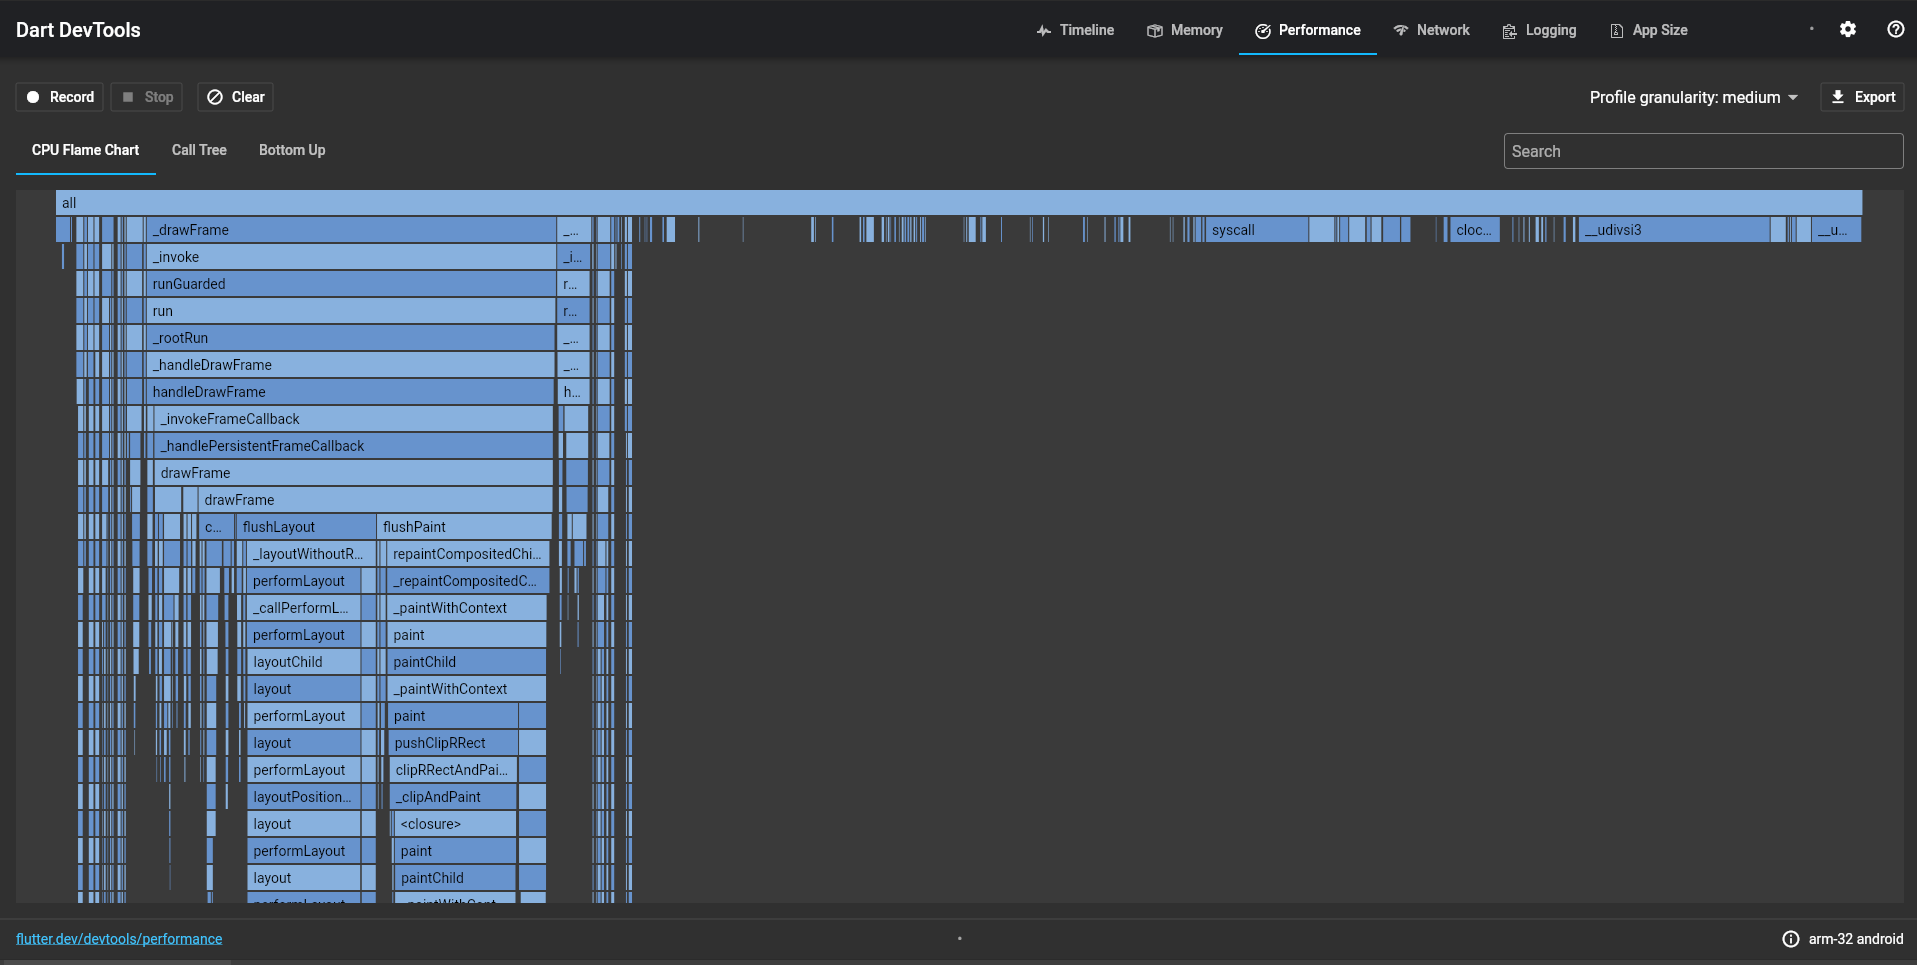 Dart DevTools
Timeline Memory Performance Network Logging App Size
Record Stop Clear
Profile granularity: medium Export
CPU Flame Chart Call Tree Bottom Up
Search
all
_drawFrame _... syscall cloc... __udivsi3 __u...
_invoke _i...
runGuarded r...
run r...
_rootRun _...
_handleDrawFrame _...
handleDrawFrame h...
_invokeFrameCallback
_handlePersistentFrameCallback
drawFrame
drawFrame
c... flushLayout flushPaint
_layoutWithoutR... repaintCompositedChi...
performLayout _repaintCompositedC...
_callPerformL... _paintWithContext
performLayout paint
layoutChild paintChild
layout _paintWithContext
performLayout paint
layout pushClipRRect
performLayout clipRRectAndPai...
layoutPosition... _clipAndPaint
layout <closure>
performLayout paint
layout paintChild
performLayout _paintWithCont...
flutter.dev/devtools/performance
arm-32 android